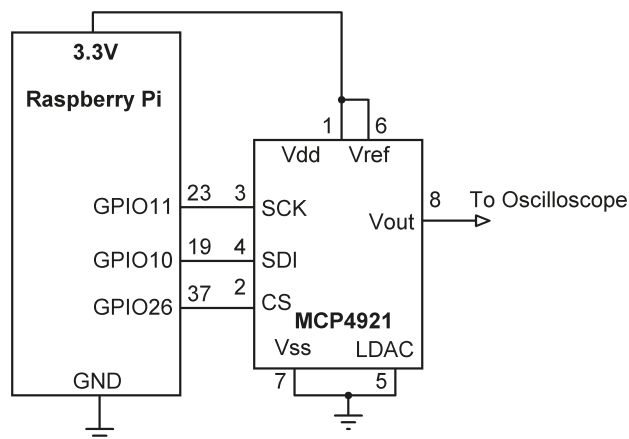 3.3V
Raspberry Pi
1
6
Vdd
Vref
GPIO11
23
3
SCK
8
To Oscilloscope
Vout
GPIO10
19
4
SDI
GPIO26
37
2
CS
MCP4921
Vss
LDAC
GND
7
5